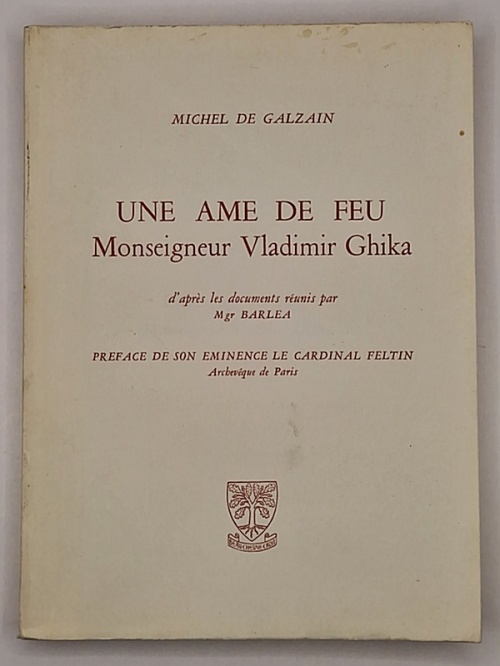 MICHEL DE GALZAIN
UNE AME DE FEU
Monseigneur Vladimir Ghika
d'après les documents réunis par
Mgr BARLEA
PREFACE DE SON EMINENCE LE CARDINAL FELTIN
Archevêque de Paris